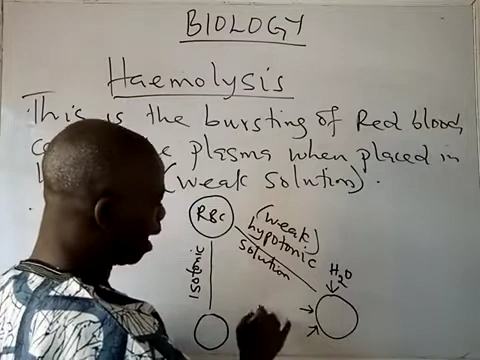 BIOLOGY
Haemolysis
This is the bursting of Red blood
plasma when placed in
(weak solution).
RBC
(weak)
hypotonic
solution
Isotonic
H2O